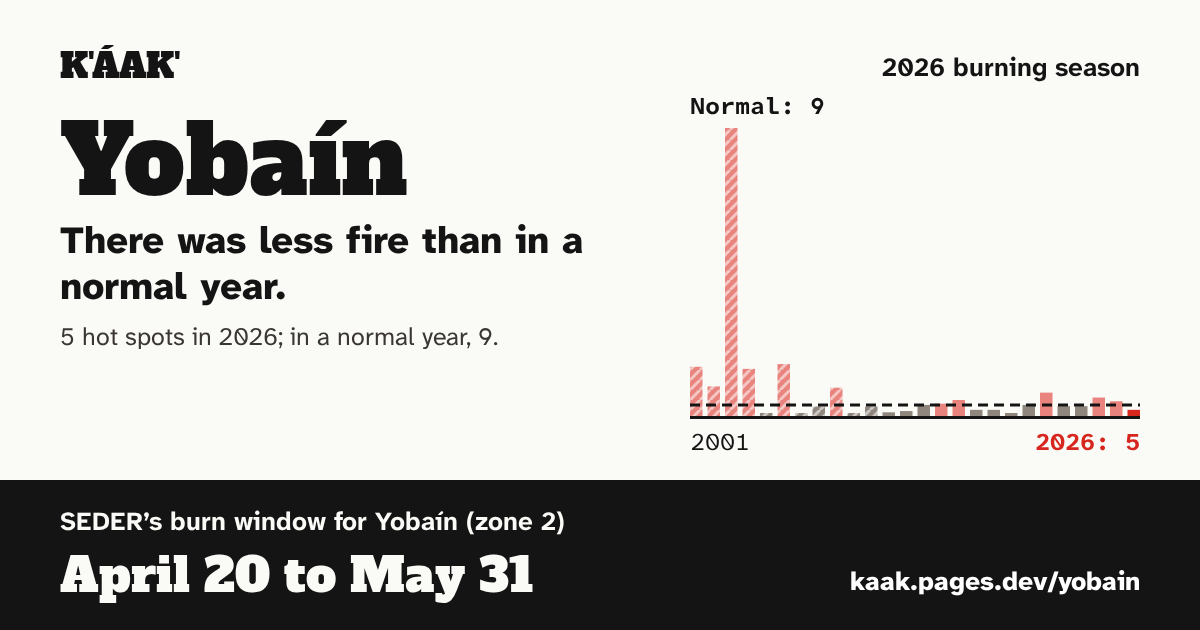 K'ÁAK'
2026 burning season
Yobaín
There was less fire than in a
normal year.
5 hot spots in 2026; in a normal year, 9.
Normal: 9
2001
2026: 5
SEDER’s burn window for Yobaín (zone 2)
April 20 to May 31
kaak.pages.dev/yobain